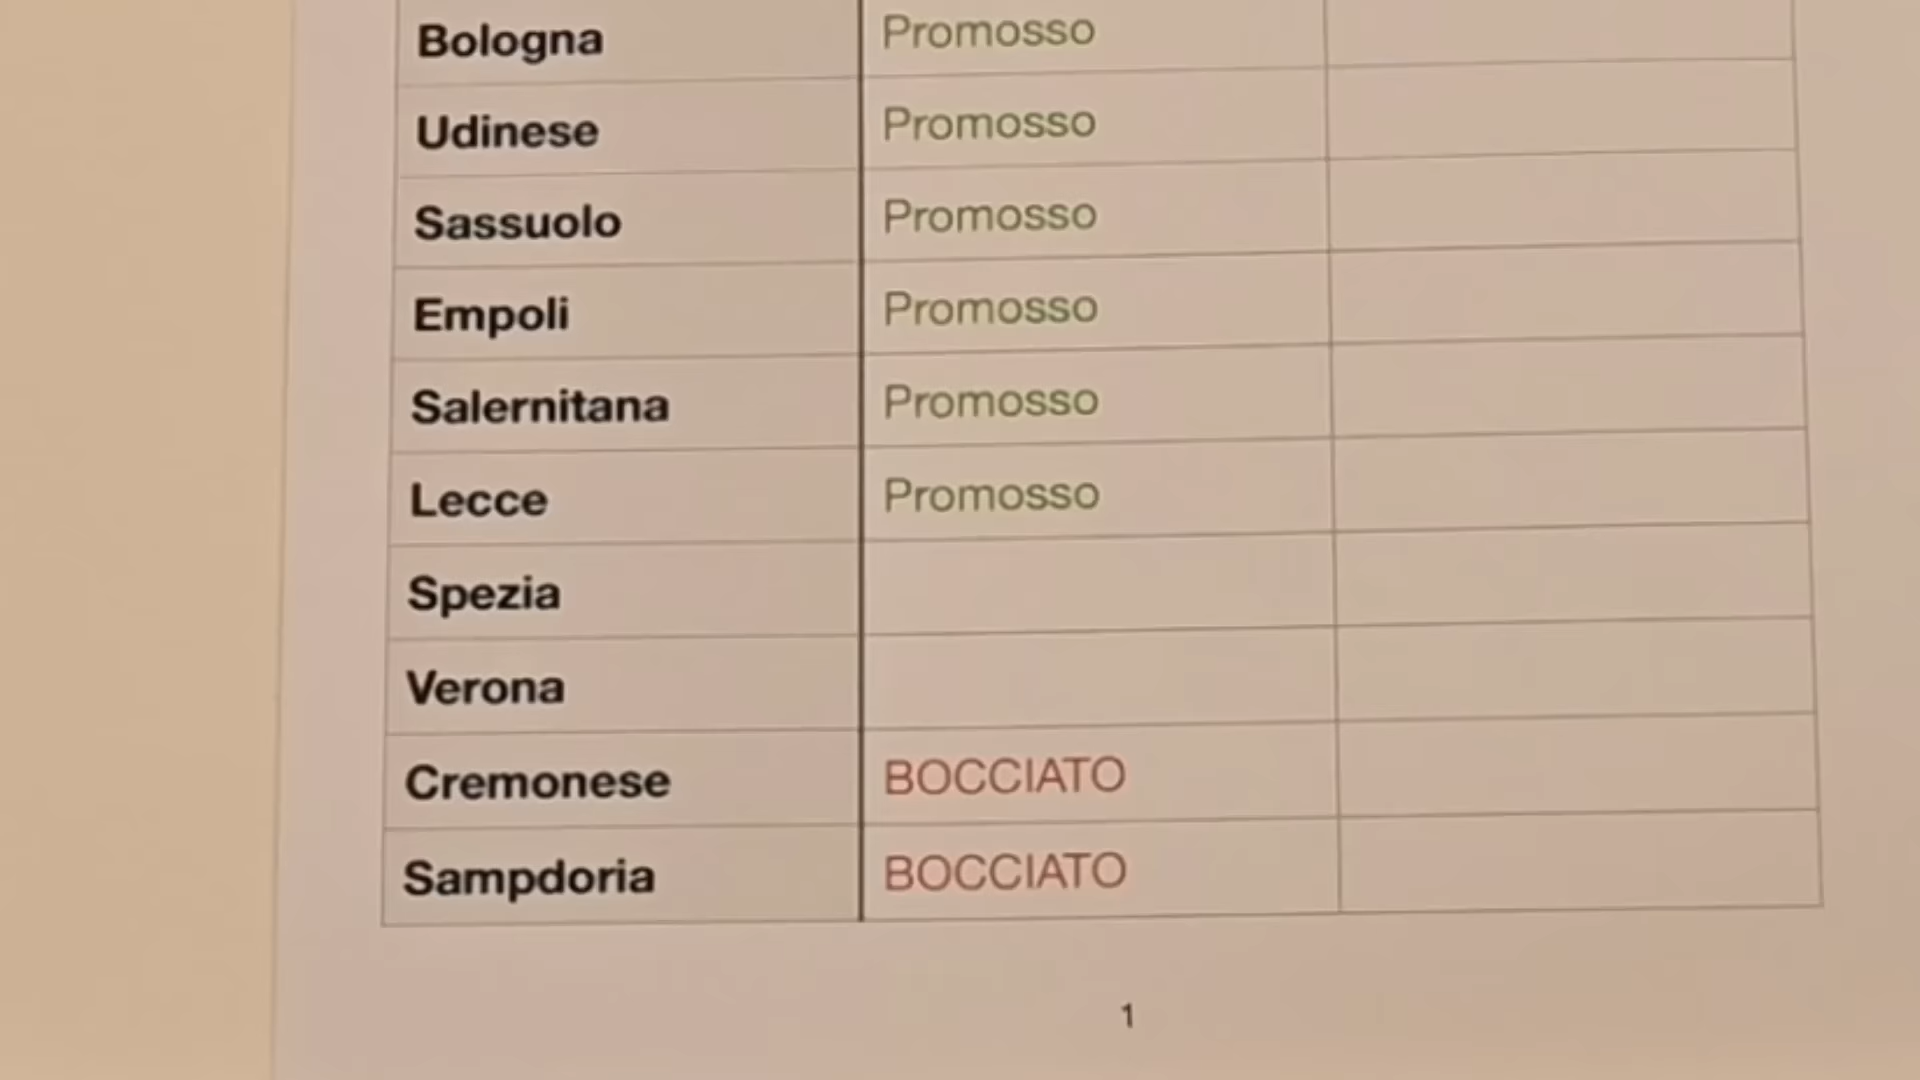 Bologna Promosso
Udinese Promosso
Sassuolo Promosso
Empoli Promosso
Salernitana Promosso
Lecce Promosso
Spezia
Verona
Cremonese BOCCIATO
Sampdoria BOCCIATO
1